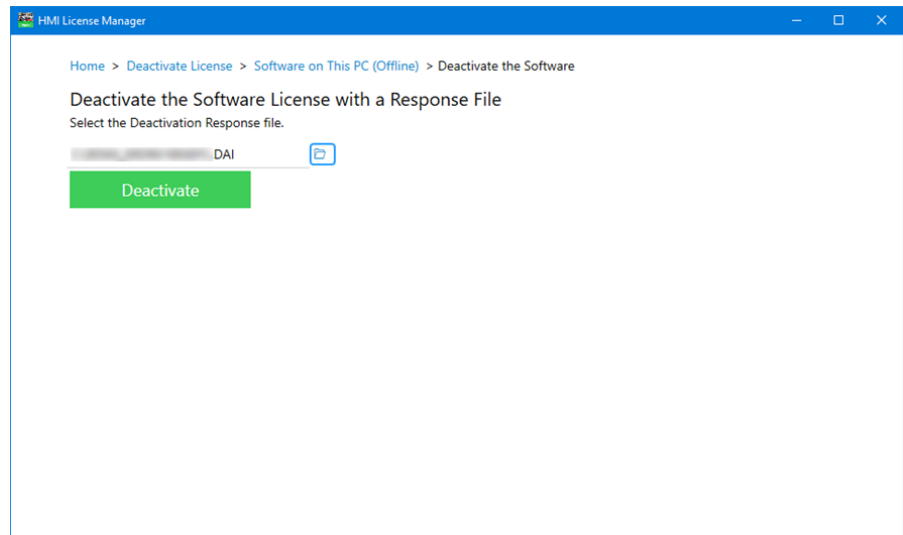 HMI License Manager
Home > Deactivate License > Software on This PC (Offline) > Deactivate the Software
Deactivate the Software License with a Response File
Select the Deactivation Response file.
.DAI
Deactivate